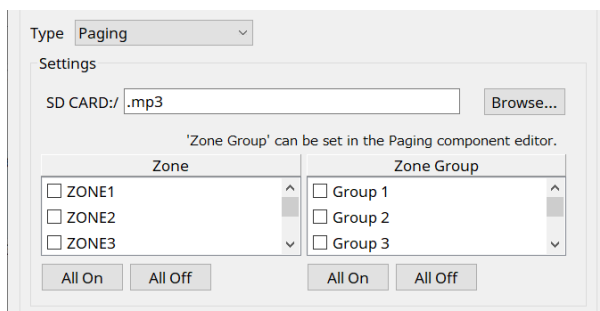 Type Paging
Settings
SD CARD:/ .mp3 Browse...
'Zone Group' can be set in the Paging component editor.
Zone Zone Group
ZONE1 Group 1
ZONE2 Group 2
ZONE3 Group 3
All On All Off All On All Off